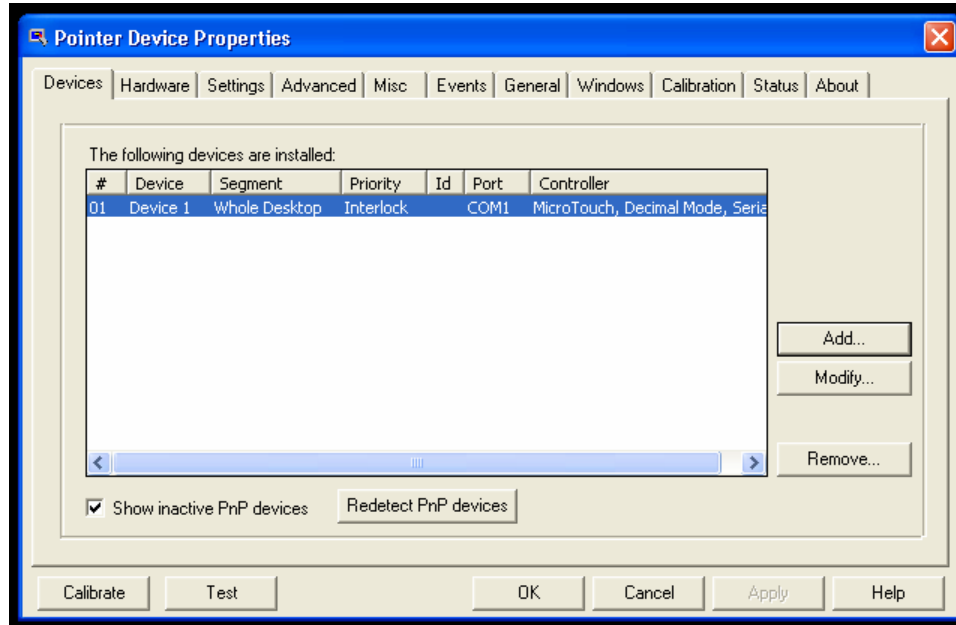 Pointer Device Properties
Devices Hardware Settings Advanced Misc Events General Windows Calibration Status About
The following devices are installed:
# Device Segment Priority Id Port Controller
01 Device 1 Whole Desktop Interlock COM1 MicroTouch, Decimal Mode, Seria
Add...
Modify...
Remove...
Show inactive PnP devices Redetect PnP devices
Calibrate Test OK Cancel Apply Help